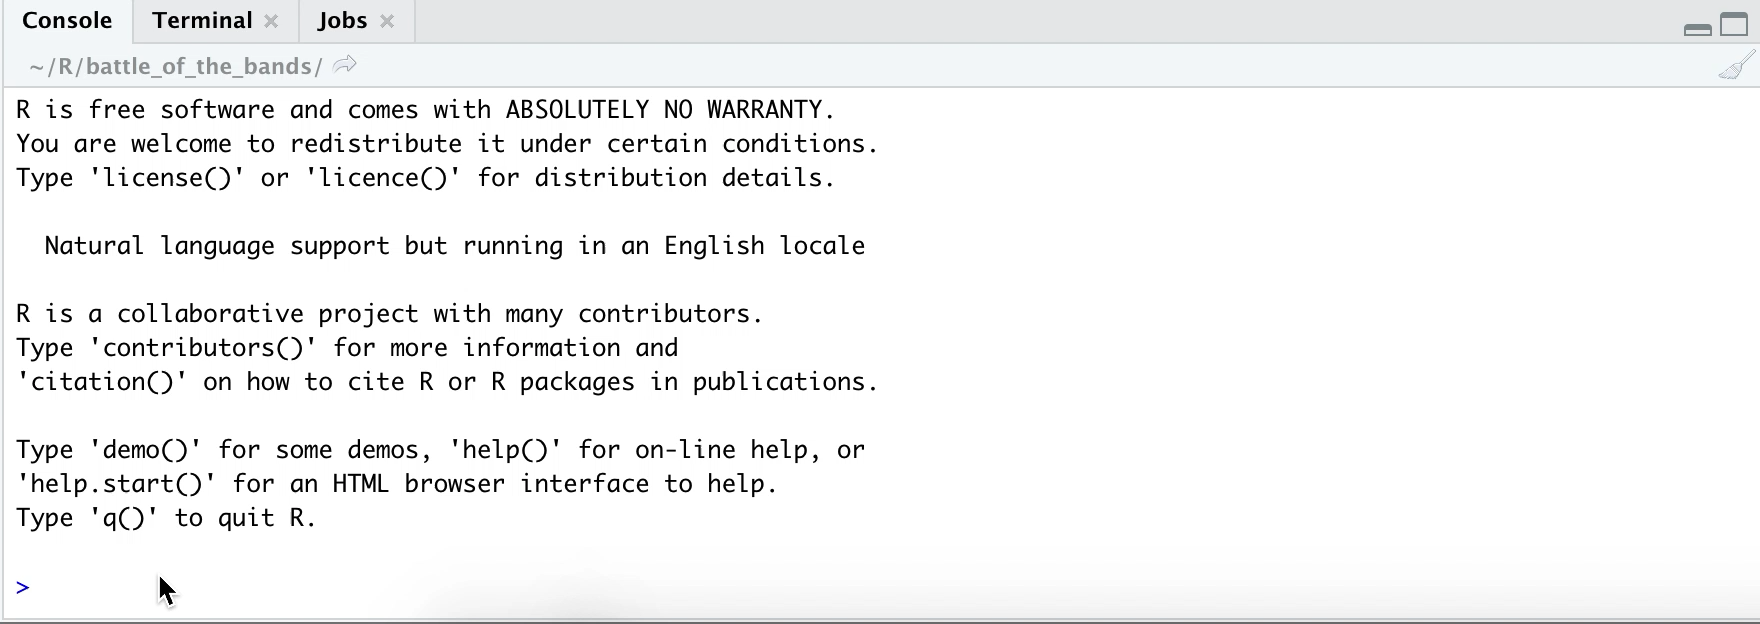 Console Terminal Jobs
~/R/battle_of_the_bands/
R is free software and comes with ABSOLUTELY NO WARRANTY.
You are welcome to redistribute it under certain conditions.
Type 'license()' or 'licence()' for distribution details.
Natural language support but running in an English locale
R is a collaborative project with many contributors.
Type 'contributors()' for more information and
'citation()' on how to cite R or R packages in publications.
Type 'demo()' for some demos, 'help()' for on-line help, or
'help.start()' for an HTML browser interface to help.
Type 'q()' to quit R.
>